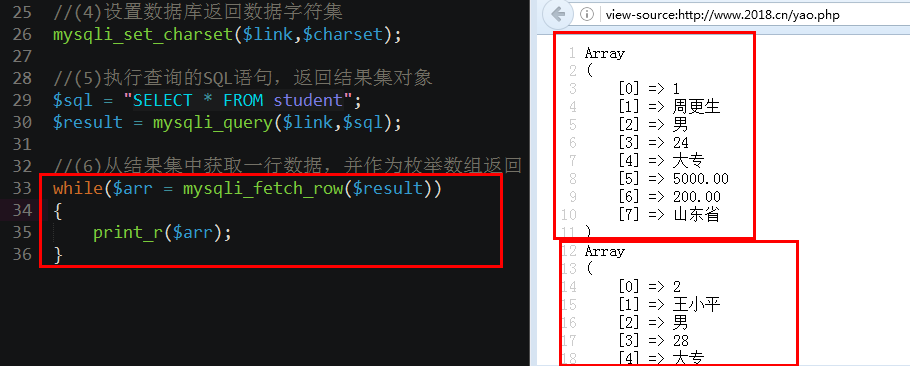 25 //(4)设置数据库返回数据字符集
26 mysqli_set_charset($link,$charset);
27
28 //(5)执行查询的SQL语句，返回结果集对象
29 $sql = "SELECT * FROM student";
30 $result = mysqli_query($link,$sql);
31
32 //(6)从结果集中获取一行数据，并作为枚举数组返回
33 while($arr = mysqli_fetch_row($result))
34 {
35 print_r($arr);
36 }
view-source:http://www.2018.cn/yao.php
1 Array
2 (
3 [0] => 1
4 [1] => 周更生
5 [2] => 男
6 [3] => 24
7 [4] => 大专
8 [5] => 5000.00
9 [6] => 200.00
10 [7] => 山东省
11 )
12 Array
13 (
14 [0] => 2
15 [1] => 王小平
16 [2] => 男
17 [3] => 28
18 [4] => 大专